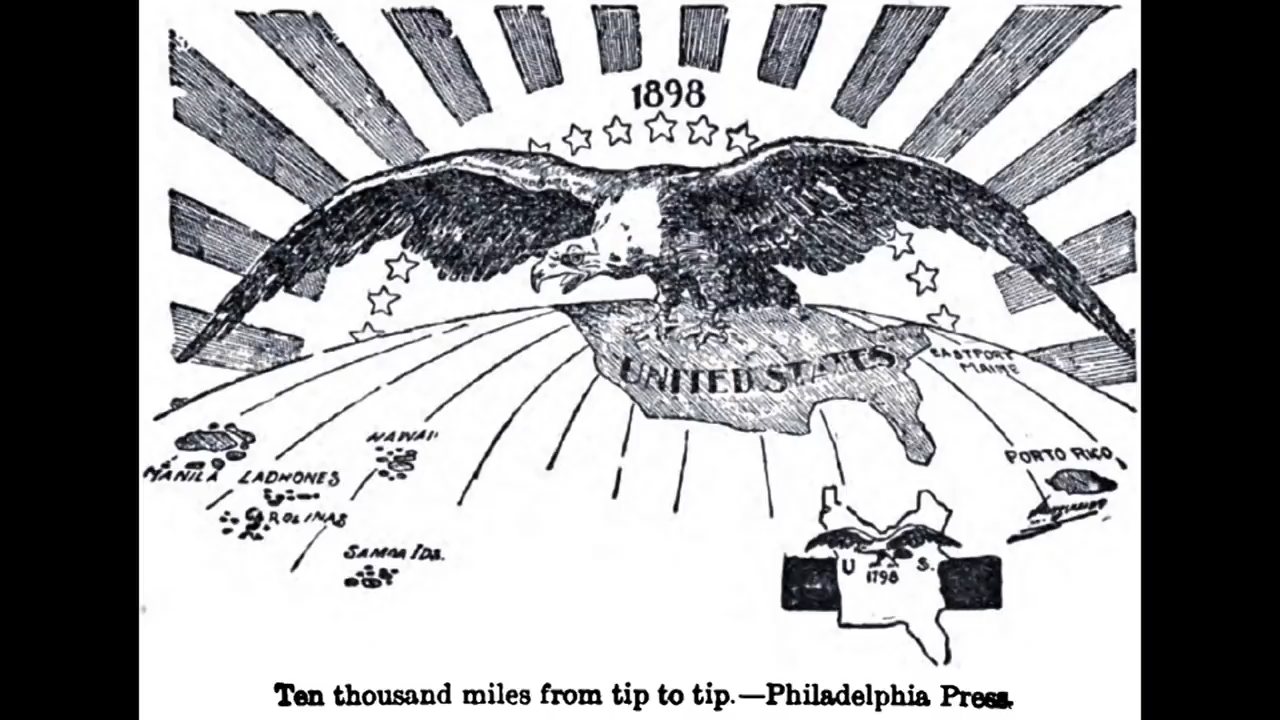 1898
UNITED STATES
EASTPORT
MAINE
HAWAII
MANILA
LADRONES
CAROLINAS
SAMOA IDS.
PORTO RICO
U S.
1798
Ten thousand miles from tip to tip.—Philadelphia Press.